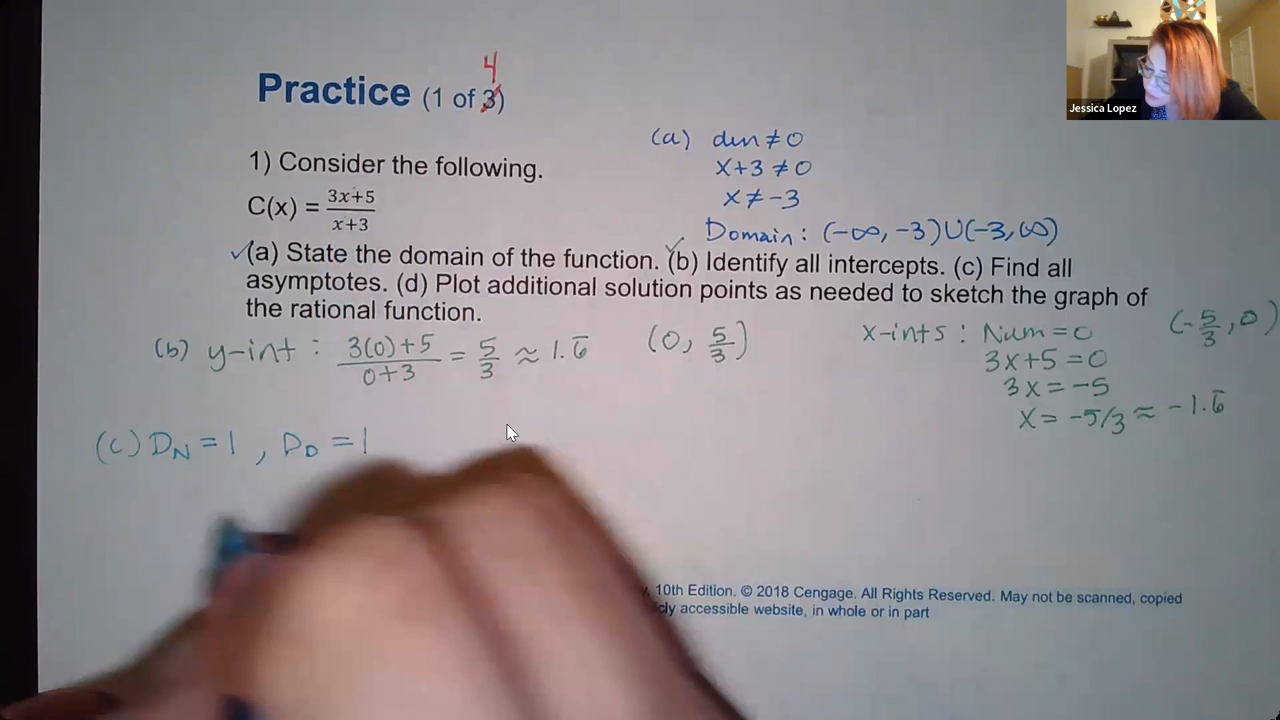 Jessica Lopez
4
Practice (1 of 3)
(a) den ≠ 0
x+3 ≠ 0
x ≠ -3
Domain: (-∞, -3)∪(-3, ∞)
1) Consider the following.
C(x) = 3x+5 / x+3
✓(a) State the domain of the function. ✓(b) Identify all intercepts. (c) Find all
asymptotes. (d) Plot additional solution points as needed to sketch the graph of
the rational function.
(b) y-int : 3(0)+5 / 0+3 = 5/3 ≈ 1.6̅ (0, 5/3)
x-ints : Num = 0 (-5/3, 0)
3x+5 = 0
3x = -5
x = -5/3 ≈ -1.6̅
(c) D_N = 1 , D_D = 1
10th Edition. © 2018 Cengage. All Rights Reserved. May not be scanned, copied
accessible website, in whole or in part